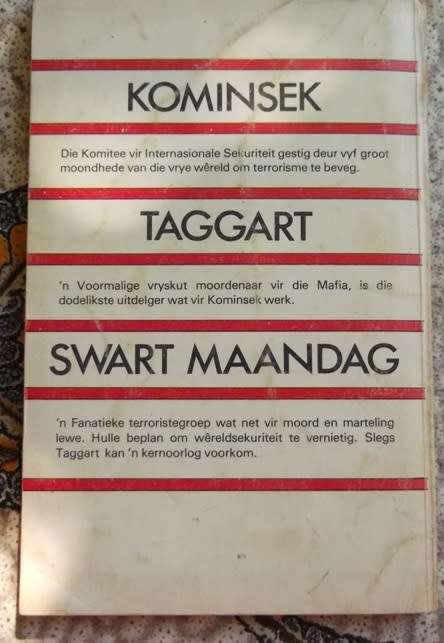 KOMINSEK
Die Komitee vir Internasionale Sekuriteit gestig deur vyf groot
moondhede van die vrye wêreld om terrorisme te beveg.
TAGGART
'n Voormalige vryskut moordenaar vir die Mafia, is die
dodelikste uitdelger wat vir Kominsek werk.
SWART MAANDAG
'n Fanatieke terroristegroep wat net vir moord en marteling
lewe. Hulle beplan om wêreldsekuriteit te vernietig. Slegs
Taggart kan 'n kernoorlog voorkom.